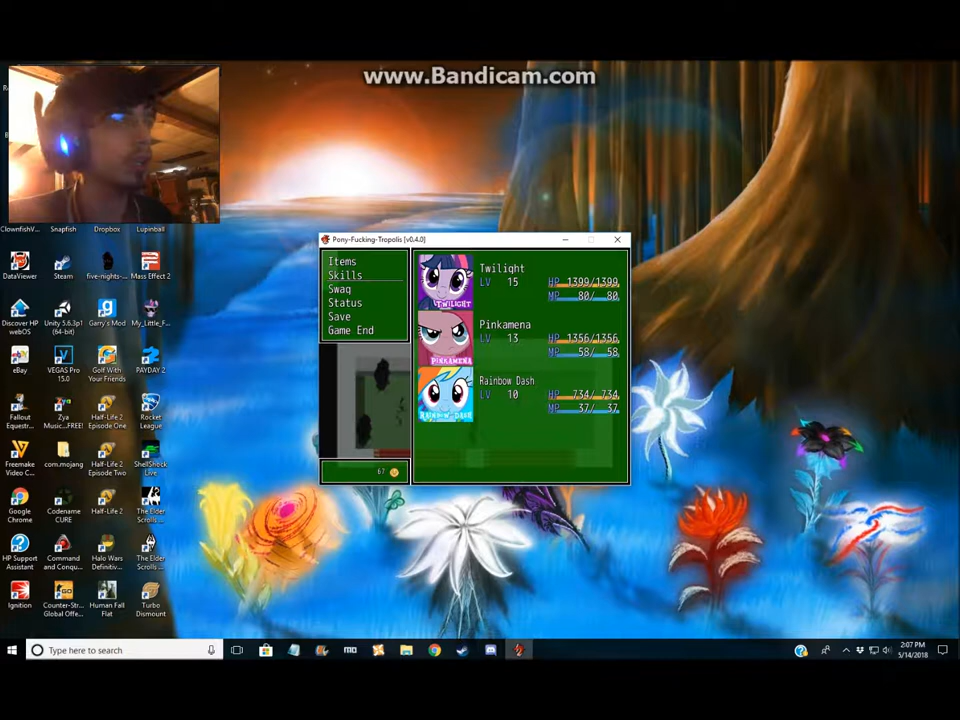 www.Bandicam.com
ClownfishV...
Snapfish
Dropbox
Lupinball
DataViewer
Steam
five-nights-...
Mass Effect 2
Discover HP webOS
Unity 5.6.3p1 (64-bit)
Garry's Mod
My_Little_F...
eBay
VEGAS Pro 15.0
Golf With Your Friends
PAYDAY 2
Fallout Equestr...
Zya Music...FREE!
Half-Life 2 Episode One
Rocket League
Freemake Video C...
com.mojang
Half-Life 2 Episode Two
ShellShock Live
Google Chrome
Codename CURE
Half-Life 2
The Elder Scrolls ...
HP Support Assistant
Command and Conqu...
Halo Wars Definitiv...
The Elder Scrolls ...
Ignition
Counter-Str... Global Offe...
Human Fall Flat
Turbo Dismount
Pony-Fucking-Tropolis [v0.4.0]
Items
Skills
Swag
Status
Save
Game End
67
TWILIGHT
Twilight
LV 15
HP 1399/1399
MP 80/ 80
PINKAMENA
Pinkamena
LV 13
HP 1356/1356
MP 58/ 58
RAINBOW DASH
Rainbow Dash
LV 10
HP 734/734
MP 37/ 37
Type here to search
2:07 PM
5/14/2018